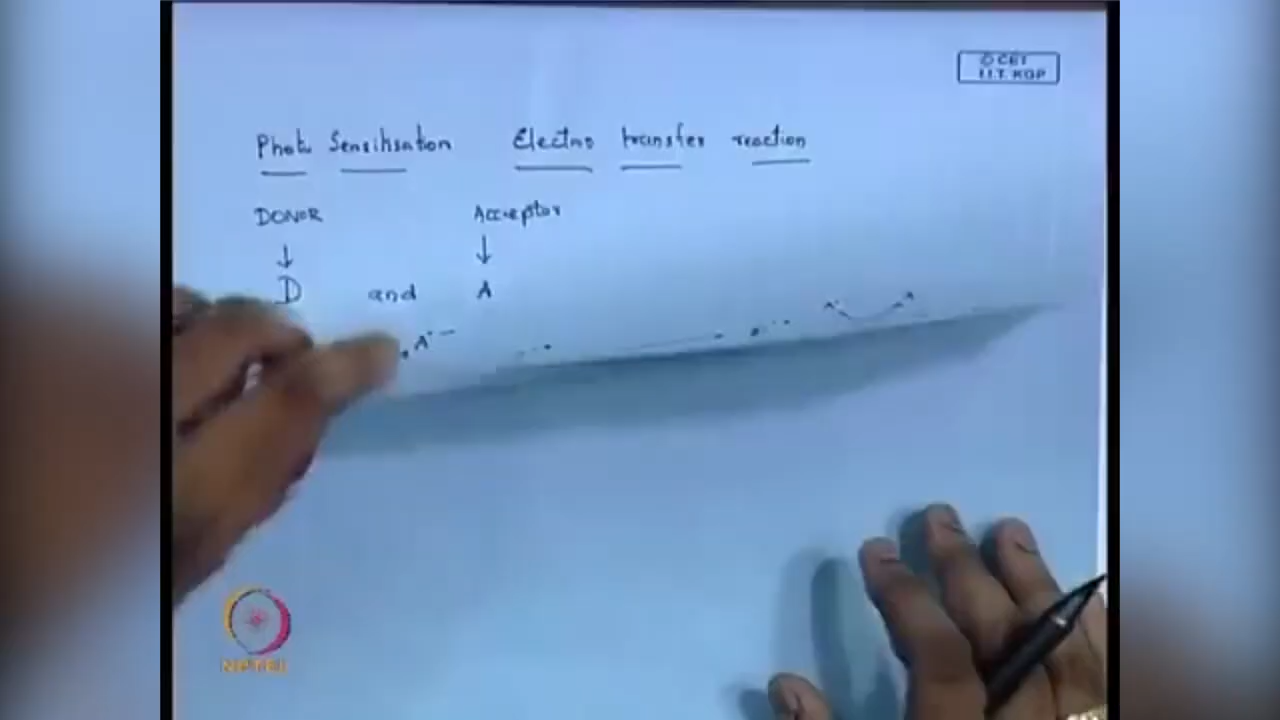 © CET
I.I.T. KGP
Photo Sensitisation Electro transfer reaction
DONOR Acceptor
↓ ↓
D and A
A˙⁻
NPTEL